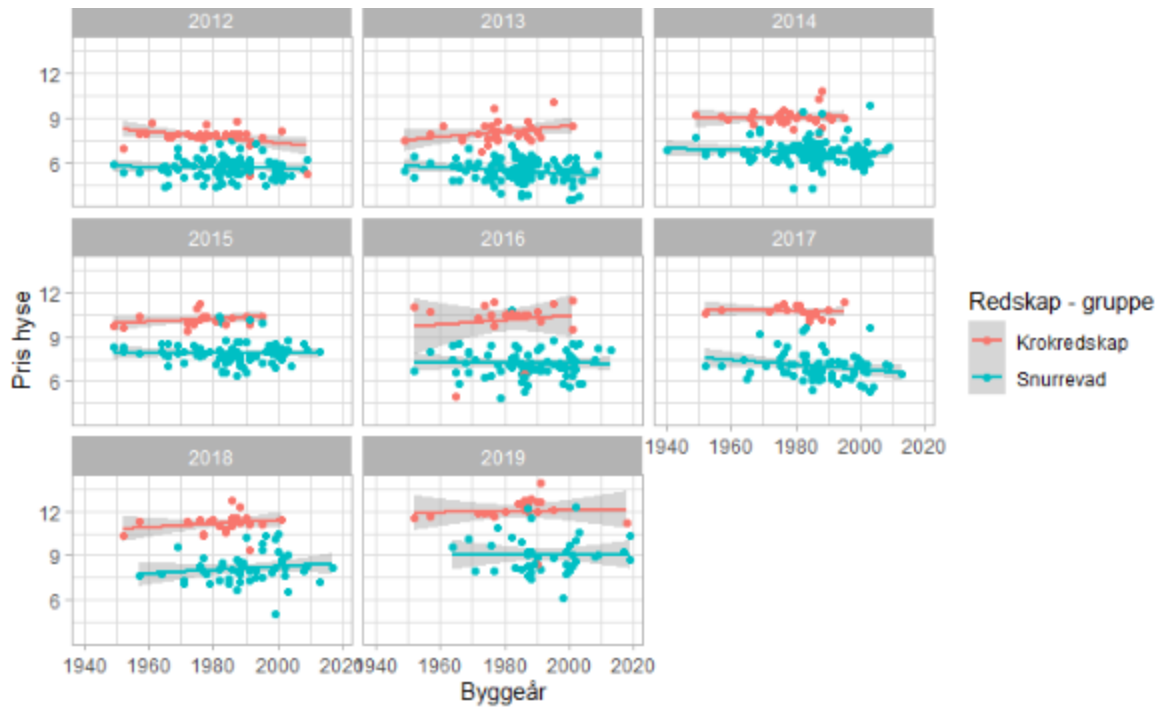 2012 2013 2014
12
9
6
2015 2016 2017
12
9
6
Pris hyse
Redskap - gruppe
Krokredskap
Snurrevad
1940 1960 1980 2000 2020
2018 2019
12
9
6
1940 1960 1980 2000 2020 1940 1960 1980 2000 2020
Byggeår